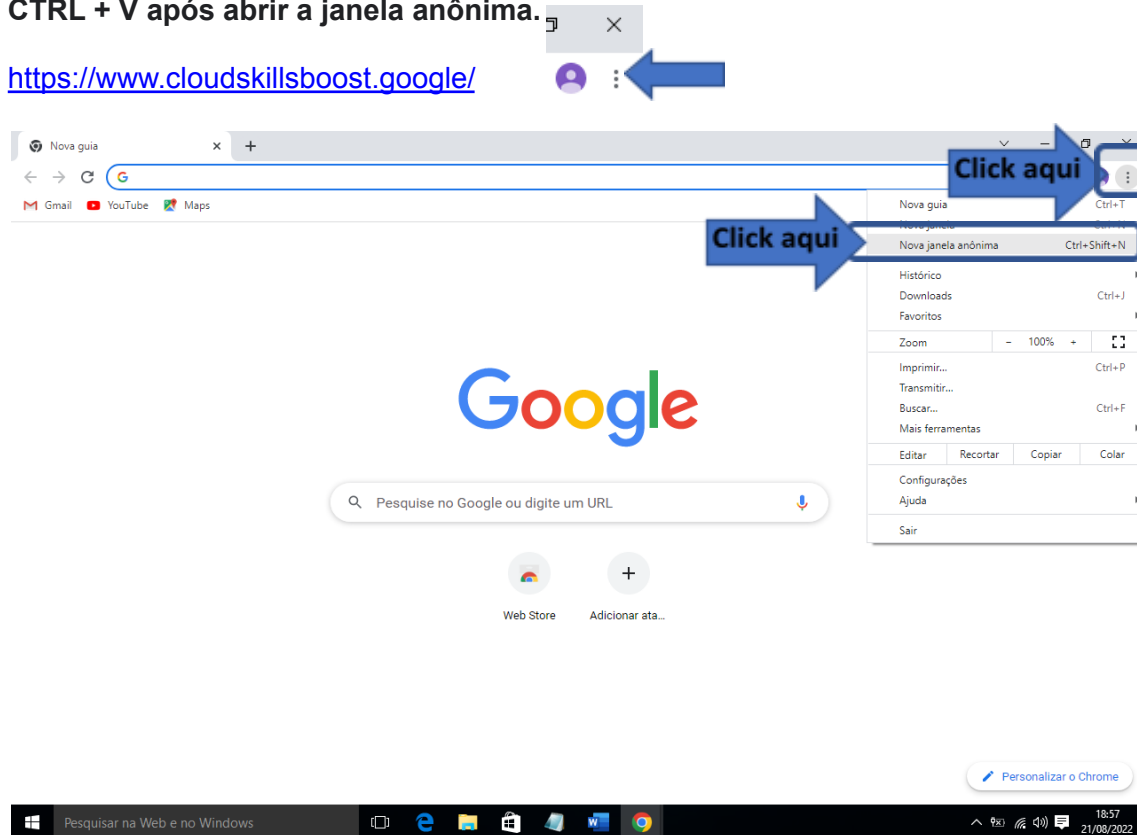 CTRL + V após abrir a janela anônima.
https://www.cloudskillsboost.google/
Nova guia
Click aqui
G
Gmail YouTube Maps
Nova guia Ctrl+T
Click aqui
Nova janela anônima Ctrl+Shift+N
Histórico
Downloads Ctrl+J
Favoritos
Zoom - 100% +
Imprimir... Ctrl+P
Transmitir...
Buscar... Ctrl+F
Mais ferramentas
Editar Recortar Copiar Colar
Configurações
Ajuda
Sair
Google
Pesquise no Google ou digite um URL
Web Store Adicionar ata...
Personalizar o Chrome
Pesquisar na Web e no Windows
18:57
21/08/2022